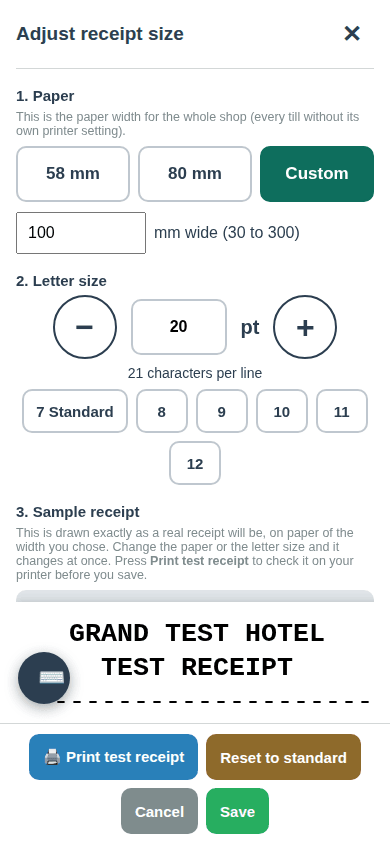 Adjust receipt size ✕
1. Paper
This is the paper width for the whole shop (every till without its
own printer setting).
58 mm 80 mm Custom
100 mm wide (30 to 300)
2. Letter size
− 20 pt +
21 characters per line
7 Standard 8 9 10 11
12
3. Sample receipt
This is drawn exactly as a real receipt will be, on paper of the
width you chose. Change the paper or the letter size and it
changes at once. Press Print test receipt to check it on your
printer before you save.
GRAND TEST HOTEL
TEST RECEIPT
--------------------
🖨️ Print test receipt Reset to standard
Cancel Save